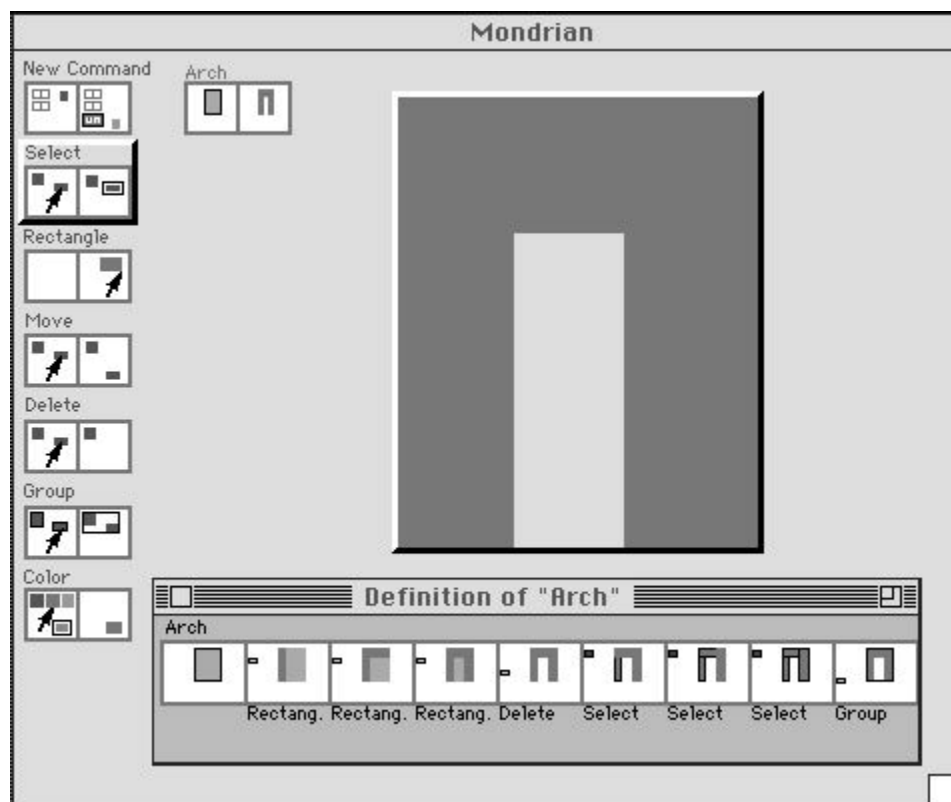 Mondrian
New Command
Arch
Select
Rectangle
Move
Delete
Group
Color
Definition of "Arch"
Arch
Rectang. Rectang. Rectang. Delete Select Select Select Group